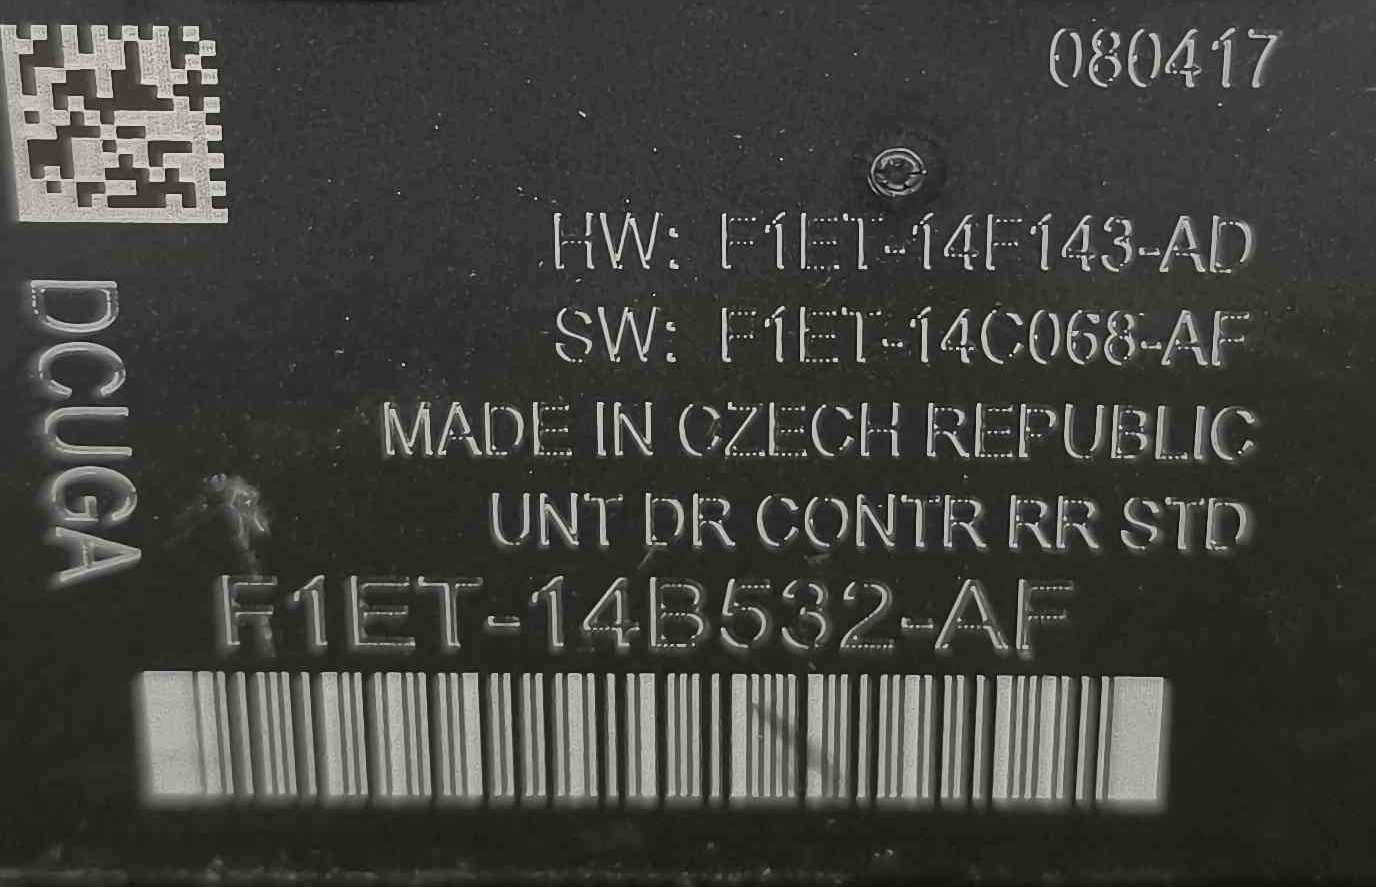 080417
HW: F1ET-14F143-AD
SW: F1ET-14C068-AF
MADE IN CZECH REPUBLIC
UNT DR CONTR RR STD
F1ET-14B532-AF
DCUGA